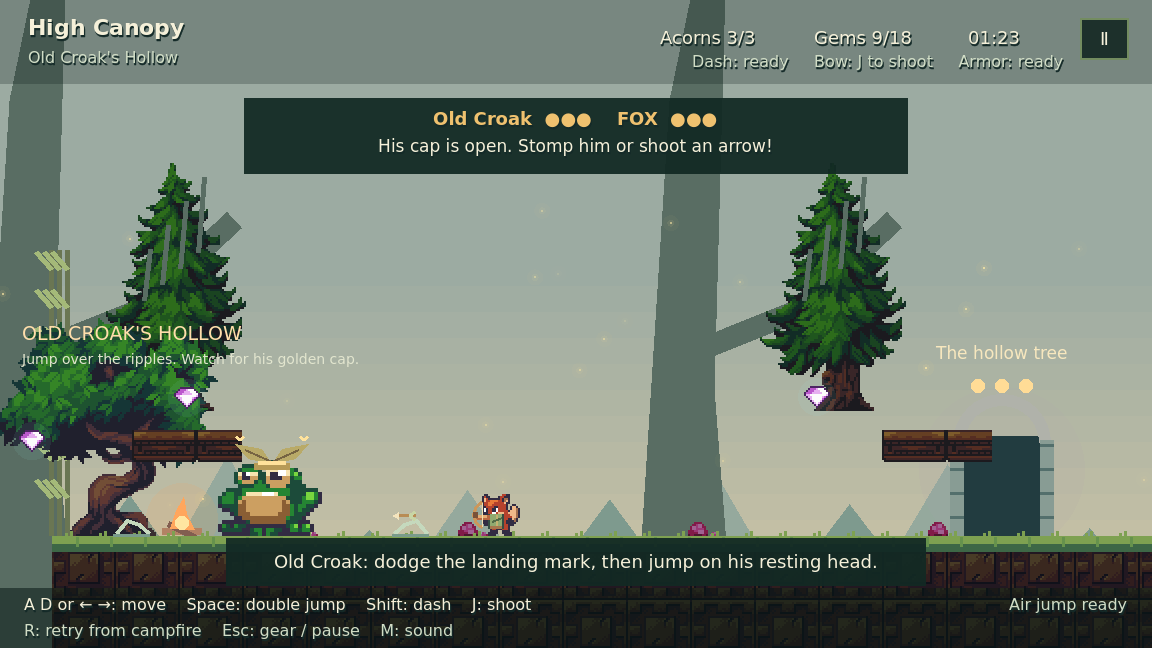 High Canopy
Old Croak's Hollow
Acorns 3/3 Gems 9/18 01:23 II
Dash: ready Bow: J to shoot Armor: ready
Old Croak ●●● FOX ●●●
His cap is open. Stomp him or shoot an arrow!
OLD CROAK'S HOLLOW
Jump over the ripples. Watch for his golden cap.
The hollow tree
Old Croak: dodge the landing mark, then jump on his resting head.
A D or ← →: move Space: double jump Shift: dash J: shoot
Air jump ready
R: retry from campfire Esc: gear / pause M: sound